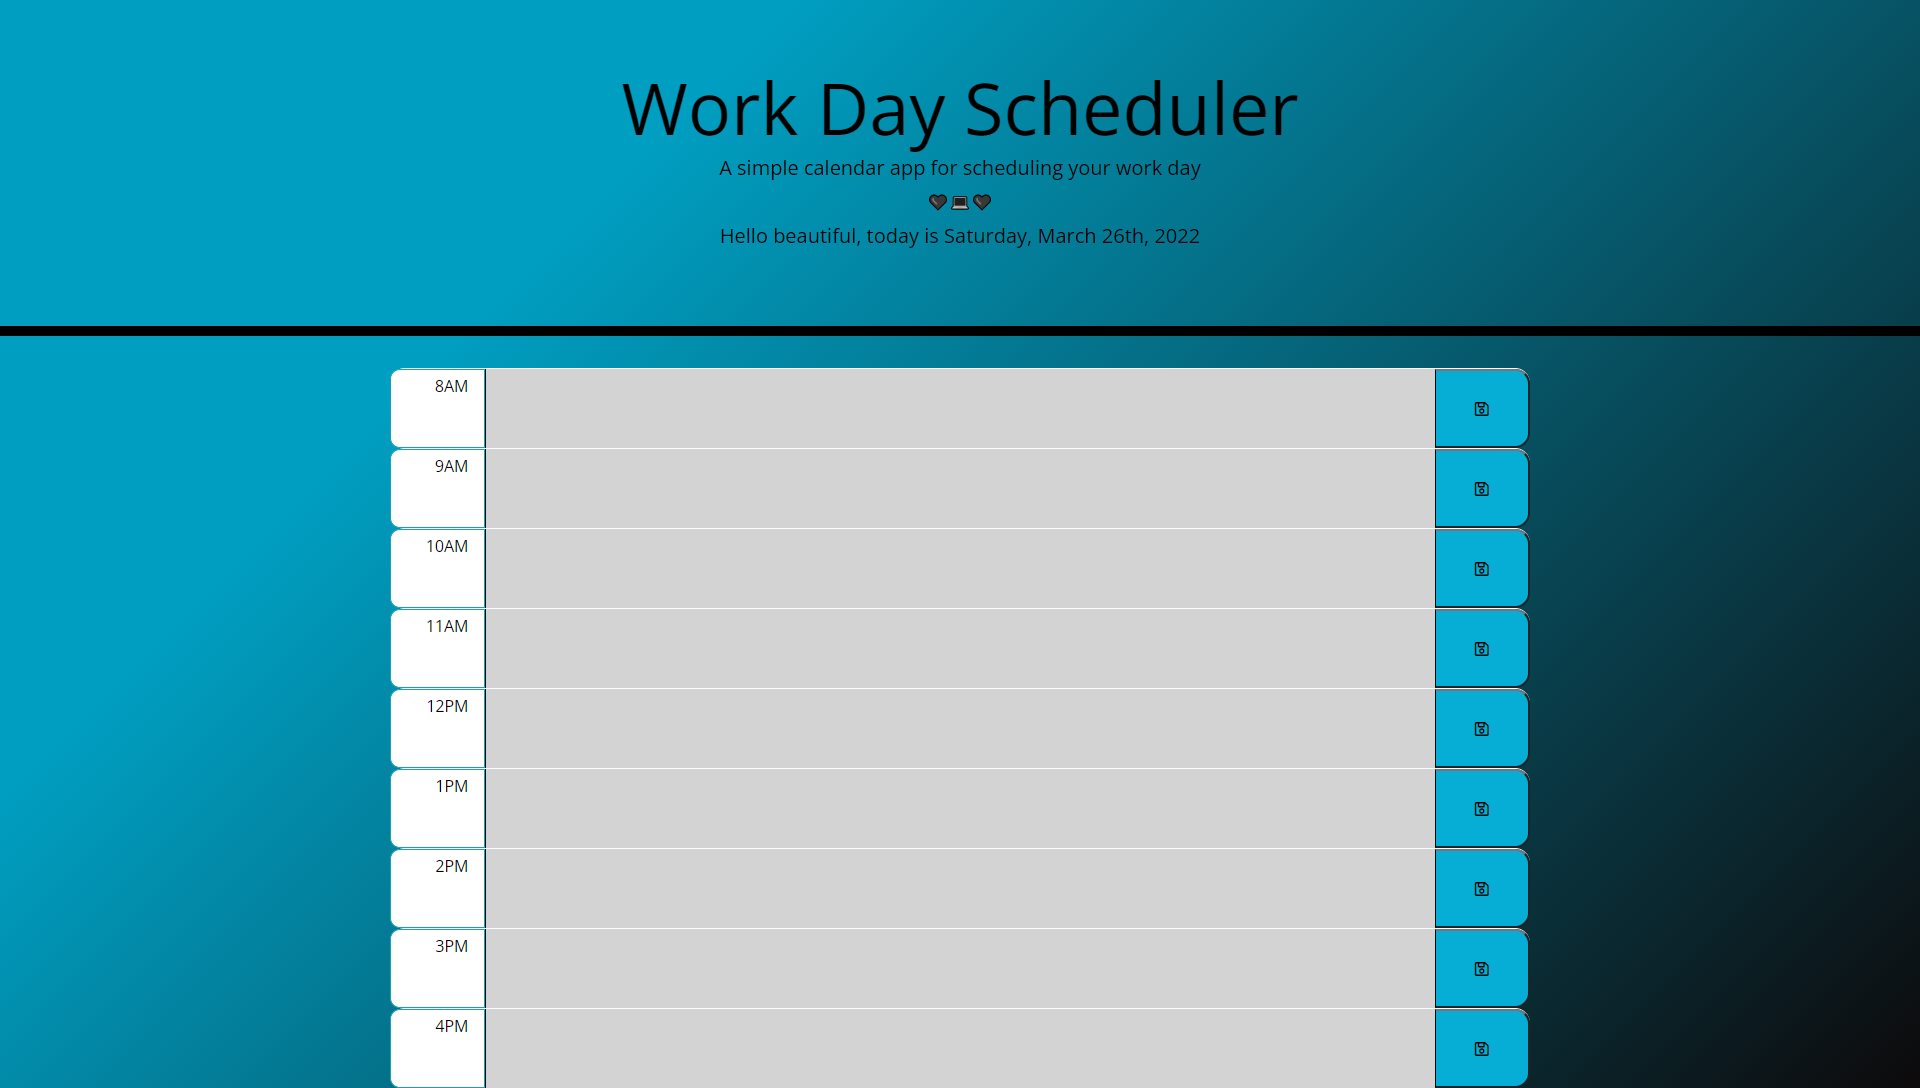 Work Day Scheduler
A simple calendar app for scheduling your work day
🖤💻🖤
Hello beautiful, today is Saturday, March 26th, 2022
8AM
9AM
10AM
11AM
12PM
1PM
2PM
3PM
4PM